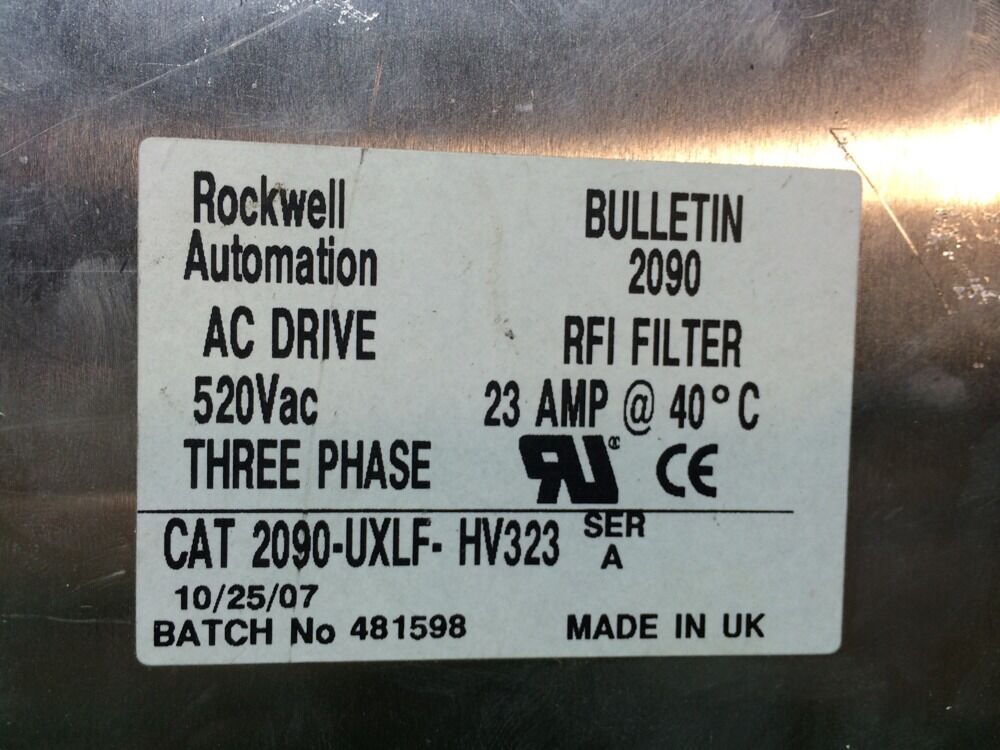 Rockwell
Automation
BULLETIN
2090
AC DRIVE
RFI FILTER
520Vac
23 AMP @ 40°C
THREE PHASE
RU® CE
CAT 2090-UXLF- HV323 SER
A
10/25/07
BATCH No 481598
MADE IN UK